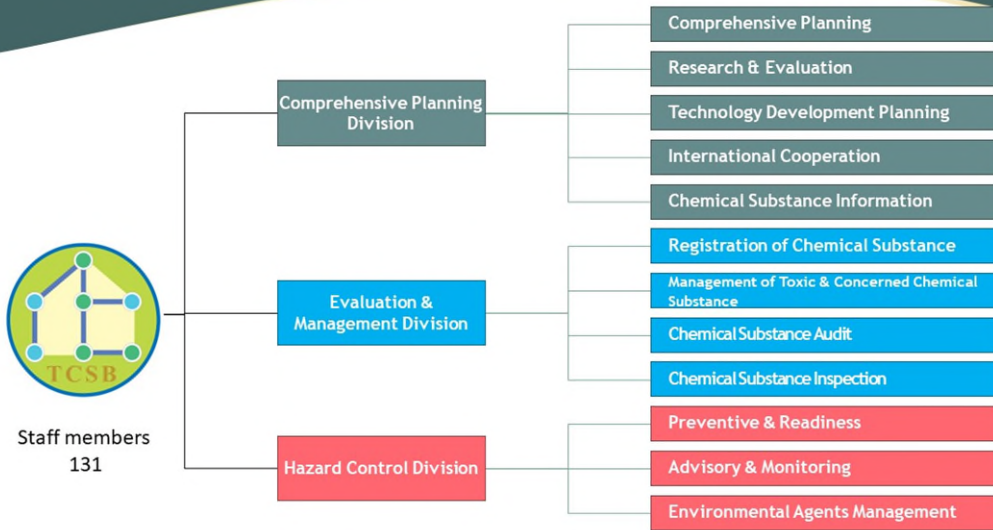 Comprehensive Planning
Research & Evaluation
Comprehensive Planning
Division
Technology Development Planning
International Cooperation
Chemical Substance Information
Registration of Chemical Substance
Evaluation &
Management Division
Management of Toxic & Concerned Chemical
Substance
Chemical Substance Audit
Chemical Substance Inspection
TCSB
Staff members
131
Hazard Control Division
Preventive & Readiness
Advisory & Monitoring
Environmental Agents Management